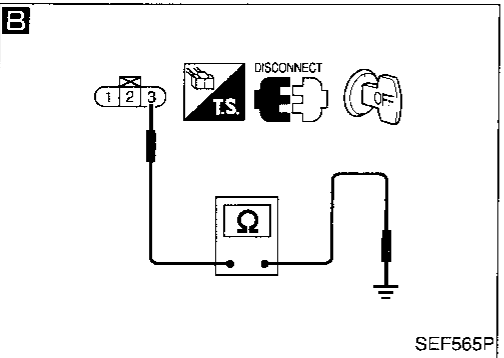 B
DISCONNECT
1 2 3
T.S.
OFF
Ω
SEF565P